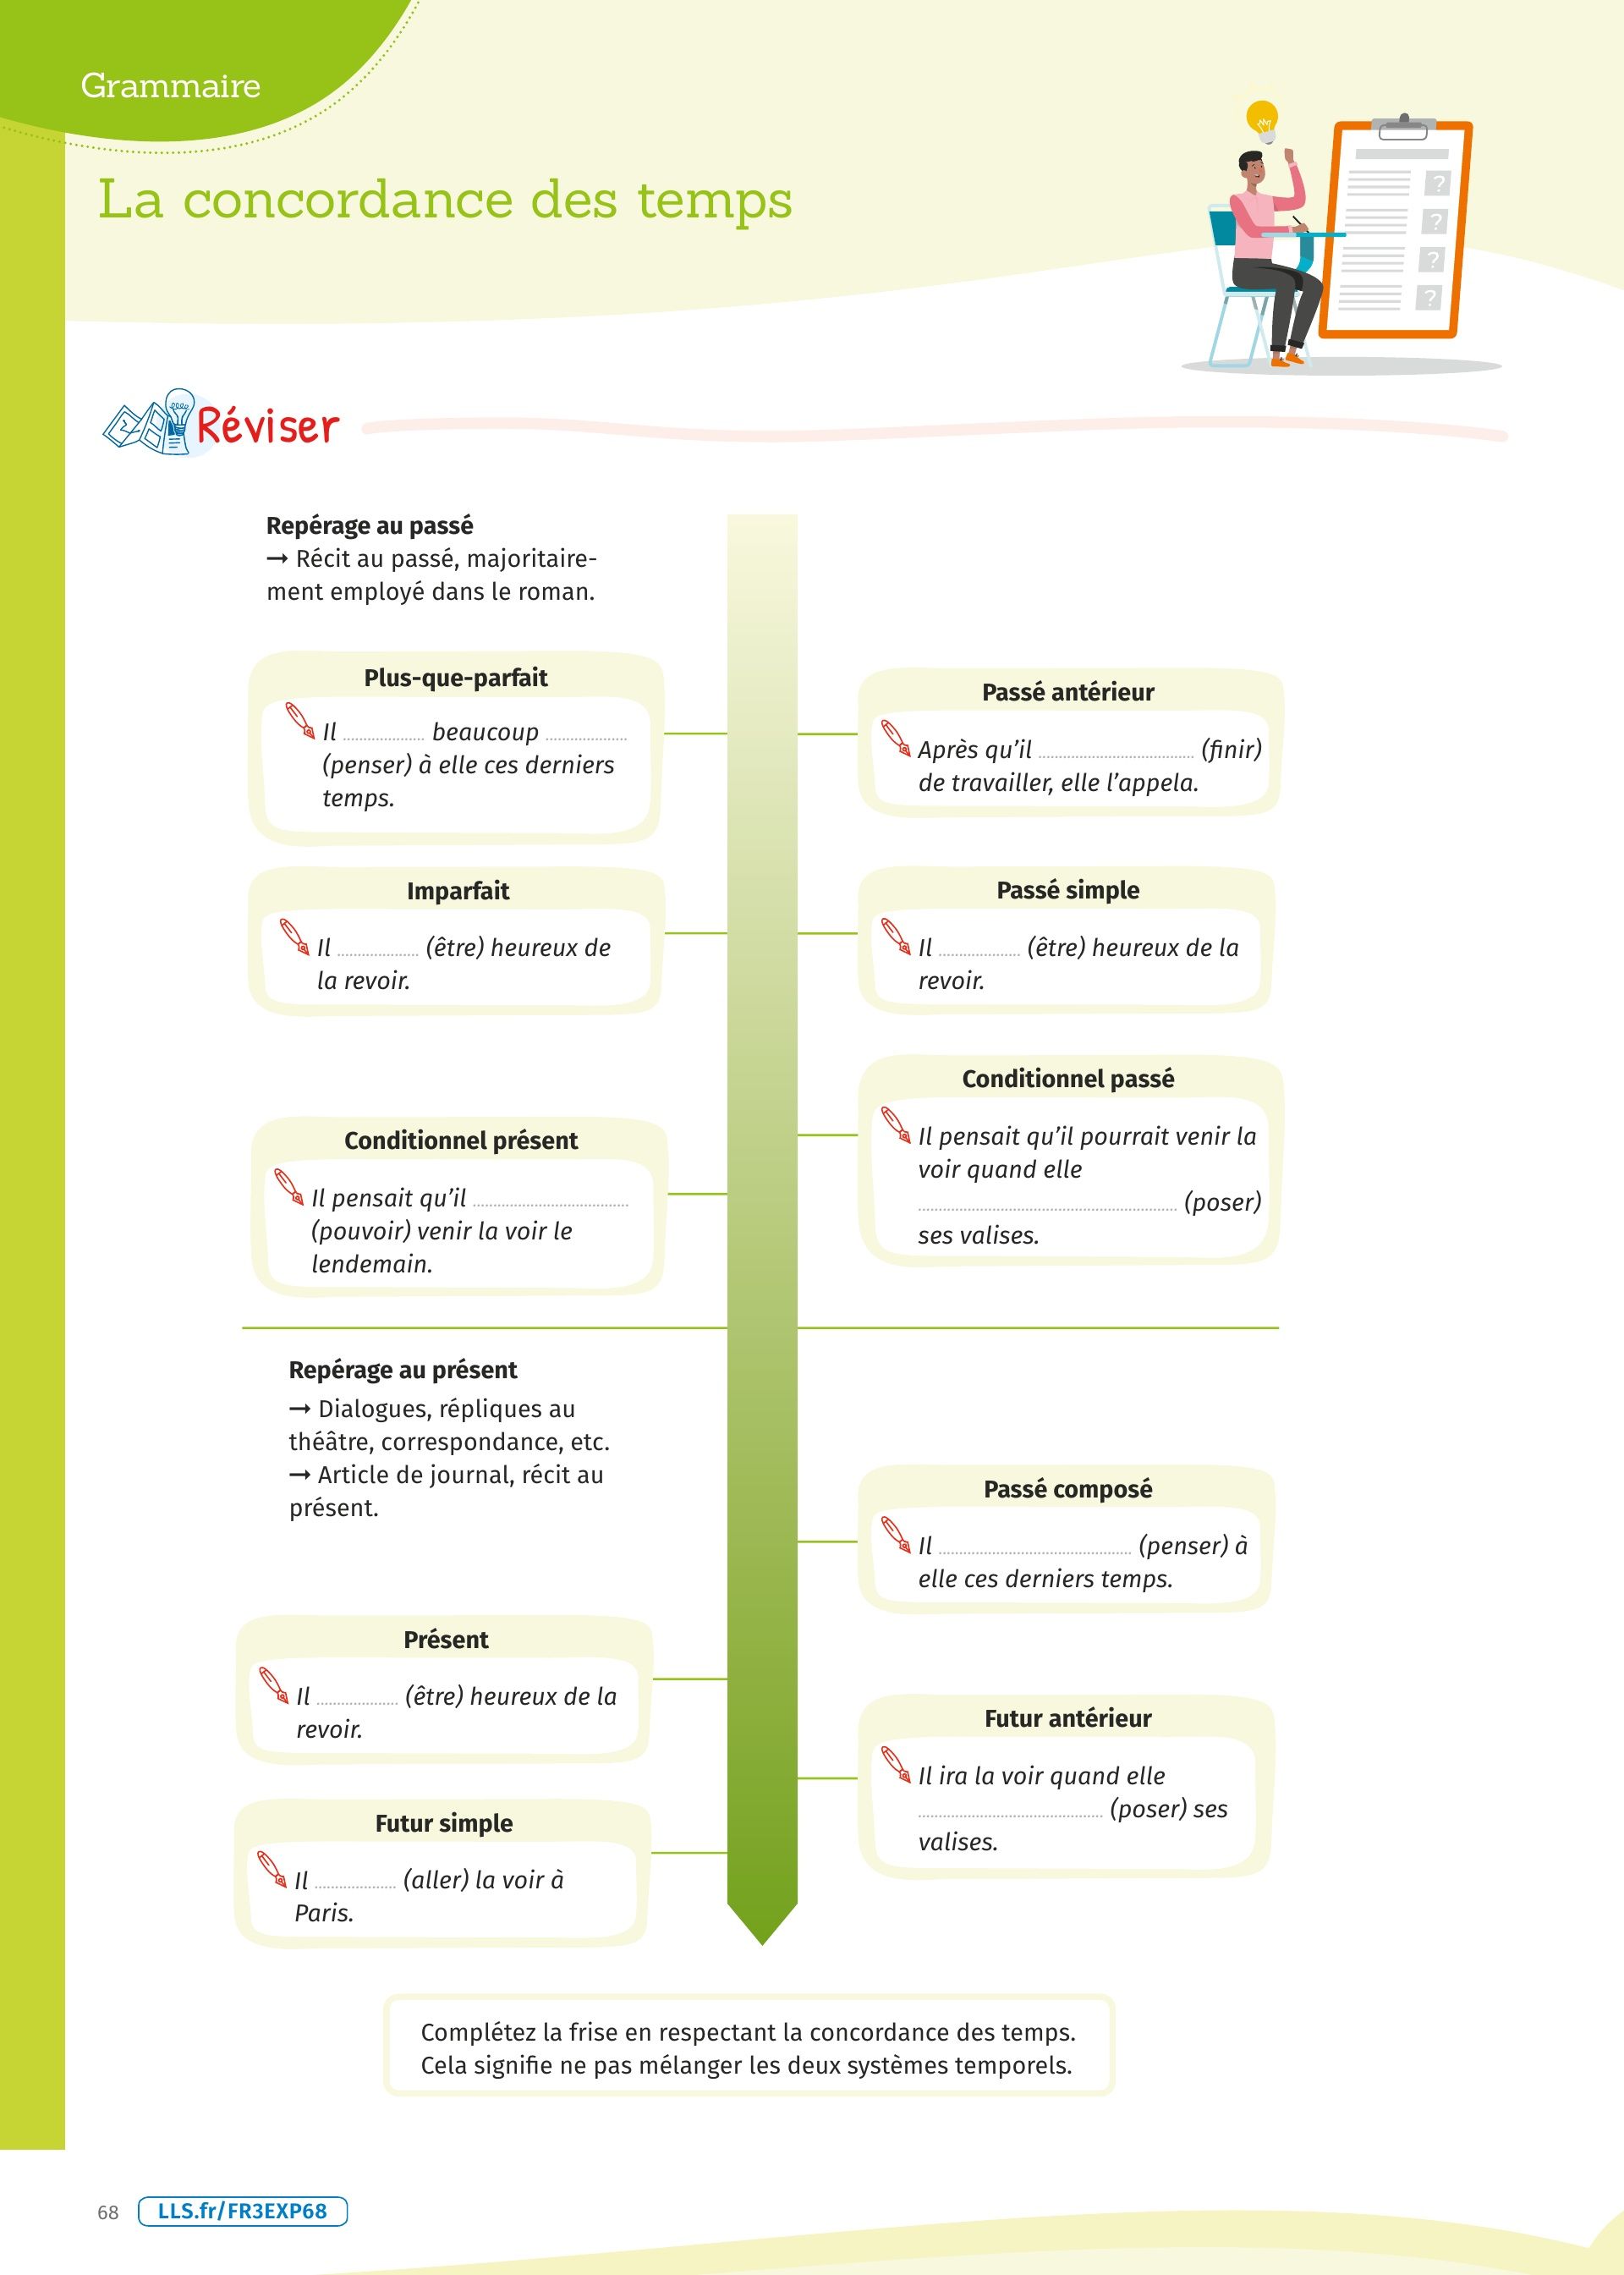 Grammaire
La concordance des temps
?
?
?
?
Réviser
Repérage au passé
→ Récit au passé, majoritaire-
ment employé dans le roman.
Plus-que-parfait
Il .................... beaucoup ....................
(penser) à elle ces derniers
temps.
Passé antérieur
Après qu’il ...................................... (finir)
de travailler, elle l’appela.
Imparfait
Il .................... (être) heureux de
la revoir.
Passé simple
Il .................... (être) heureux de la
revoir.
Conditionnel passé
Il pensait qu’il pourrait venir la
voir quand elle
................................................................ (poser)
ses valises.
Conditionnel présent
Il pensait qu’il ......................................
(pouvoir) venir la voir le
lendemain.
Repérage au présent
→ Dialogues, répliques au
théâtre, correspondance, etc.
→ Article de journal, récit au
présent.
Passé composé
Il ................................................ (penser) à
elle ces derniers temps.
Présent
Il .................... (être) heureux de la
revoir.
Futur antérieur
Il ira la voir quand elle
.............................................. (poser) ses
valises.
Futur simple
Il .................... (aller) la voir à
Paris.
Complétez la frise en respectant la concordance des temps.
Cela signifie ne pas mélanger les deux systèmes temporels.
68
LLS.fr/FR3EXP68